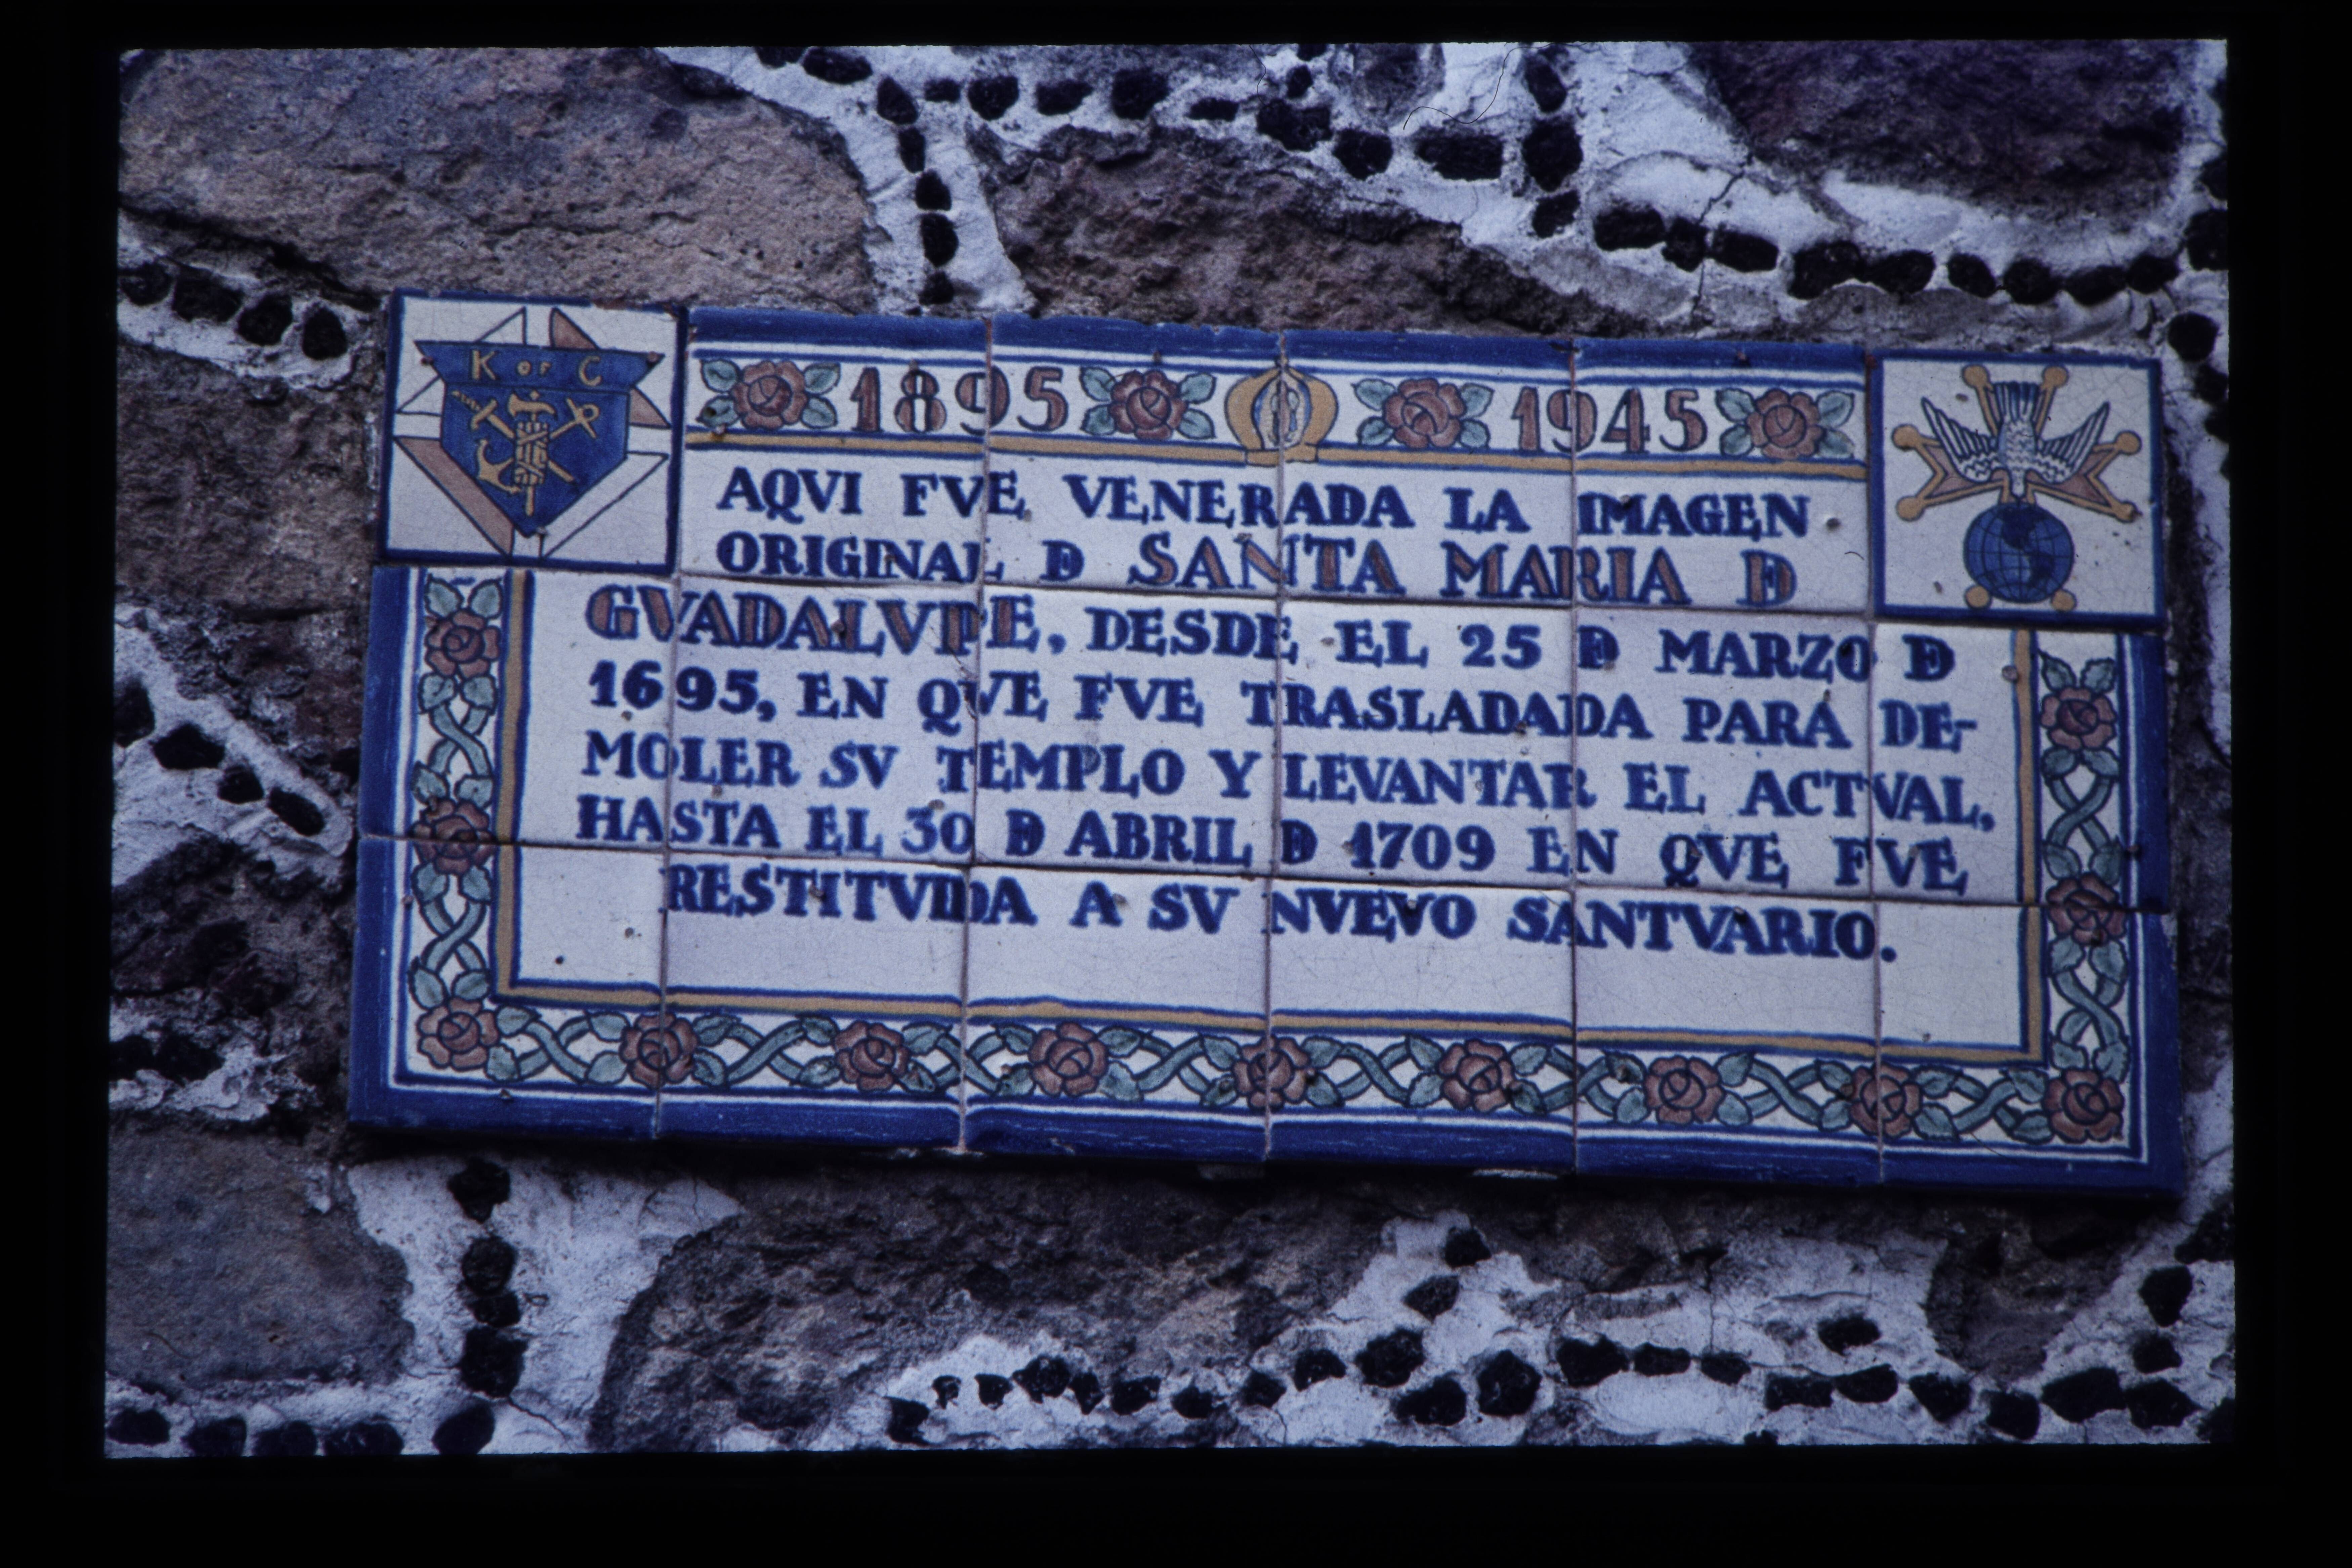 K OF C
1895 1945
AQVI FVE VENERADA LA IMAGEN
ORIGINAL D SANTA MARIA D
GVADALVPE, DESDE EL 25 D MARZO D
1695, EN QVE FVE TRASLADADA PARA DE-
MOLER SV TEMPLO Y LEVANTAR EL ACTVAL,
HASTA EL 30 D ABRIL D 1709 EN QVE FVE
RESTITVIDA A SV NVEVO SANTVARIO.